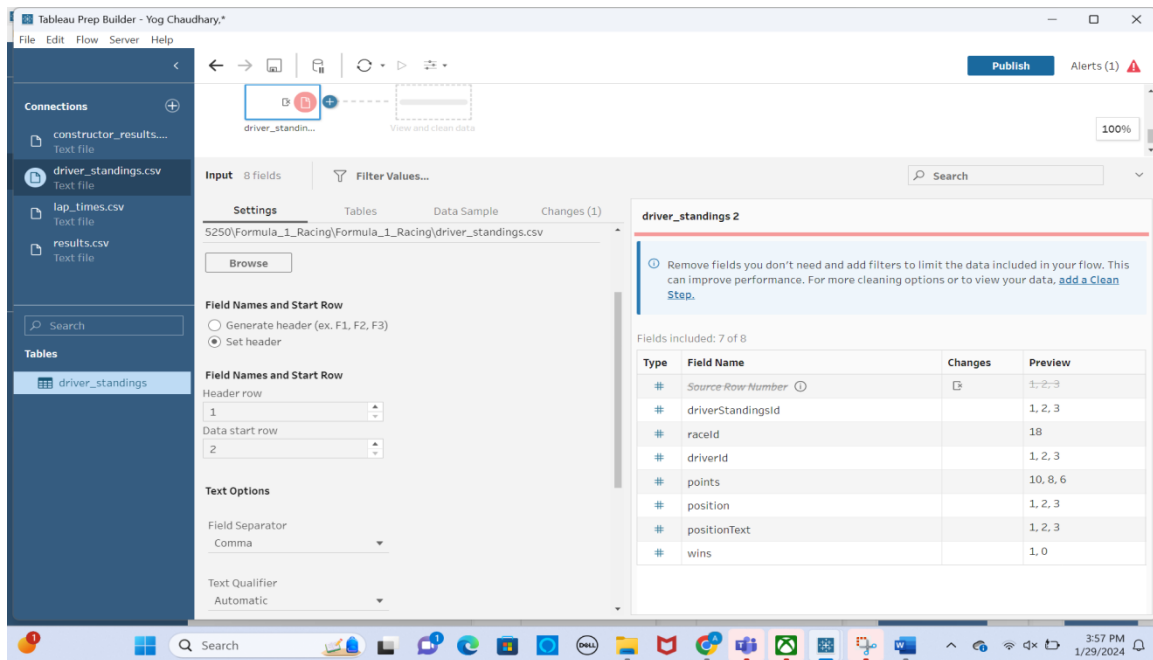 Tableau Prep Builder - Yog Chaudhary,*
File Edit Flow Server Help
Publish
Alerts (1)
Connections
constructor_results....
Text file
driver_standings.csv
Text file
lap_times.csv
Text file
results.csv
Text file
Search
Tables
driver_standings
driver_standin...
View and clean data
100%
Input 8 fields
Filter Values...
Search
Settings Tables Data Sample Changes (1)
5250\Formula_1_Racing\Formula_1_Racing\driver_standings.csv
Browse
Field Names and Start Row
Generate header (ex. F1, F2, F3)
Set header
Field Names and Start Row
Header row
1
Data start row
2
Text Options
Field Separator
Comma
Text Qualifier
Automatic
driver_standings 2
Remove fields you don't need and add filters to limit the data included in your flow. This
can improve performance. For more cleaning options or to view your data, add a Clean
Step.
Fields included: 7 of 8
Type Field Name Changes Preview
# Source Row Number 1, 2, 3
# driverStandingsId 1, 2, 3
# raceId 18
# driverId 1, 2, 3
# points 10, 8, 6
# position 1, 2, 3
# positionText 1, 2, 3
# wins 1, 0
1
Search
1
DELL
3:57 PM
1/29/2024